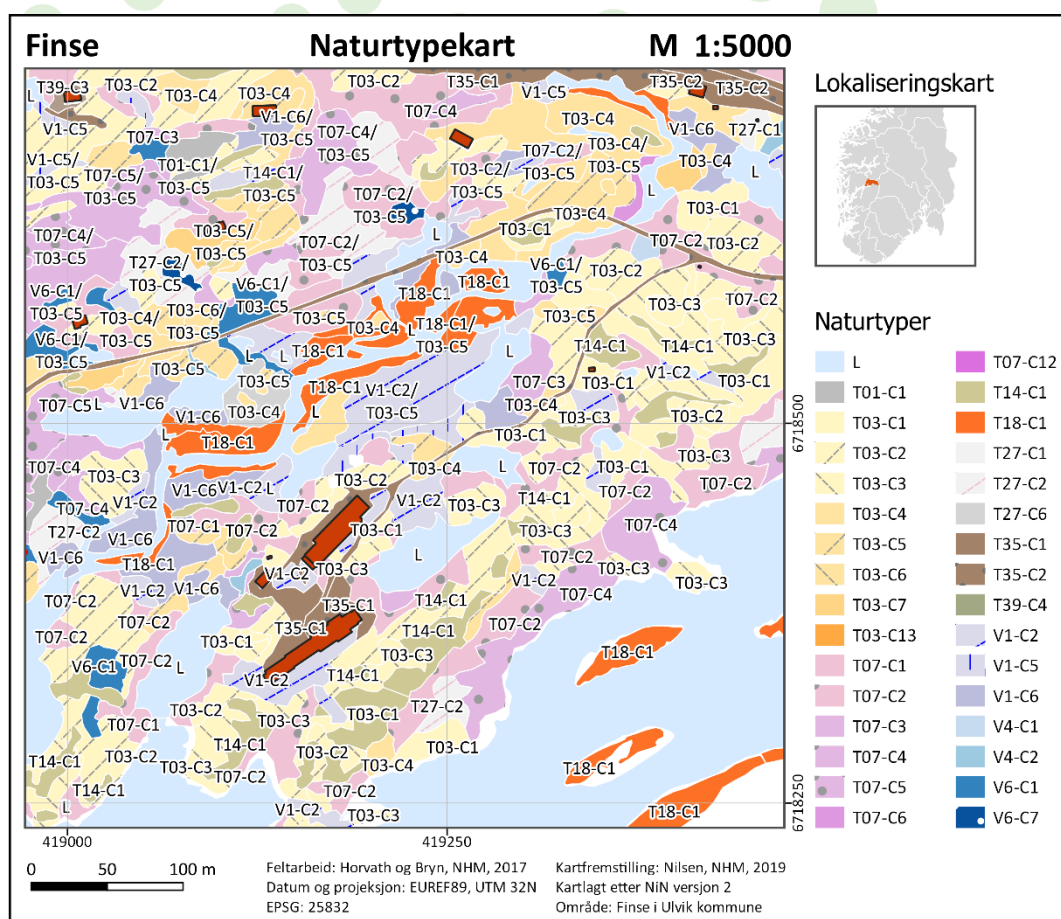 Finse Naturtypekart M 1:5000
T39-C3 T03-C2 T03-C4 T03-C4 T03-C2 T35-C1 T35-C2 T35-C2
L
V1-C5
V1-C6/
T03-C5
T07-C4
V1-C5
T03-C4
V1-C6
T27-C1
T07-C3
T07-C4/
T03-C5
T03-C4/
T03-C5
T03-C4
V1-C5/
T03-C5
T07-C5/
T03-C5
T01-C1/
T03-C5
T14-C1/
T03-C5
T03-C2/
T03-C5
T07-C2/
T03-C5
L
T07-C2/
T03-C5
T03-C1
T07-C4/
T03-C5
T03-C5/
T03-C5
T07-C2/
T03-C5
L
T03-C1
T03-C4
T07-C2
T03-C2
T27-C2/
T03-C5
T03-C4
T03-C2
V6-C1/
T03-C5
V6-C1/
T03-C5
T03-C4/
T03-C5
T03-C6/
T03-C5
V6-C1/
T03-C5
T03-C5
T18-C1
T18-C1
V6-C1/
T03-C5
T03-C3
T07-C2
T03-C4
L
T18-C1/
T03-C5
T03-C5
T03-C1
L
L
T18-C1
L
T14-C1
T14-C1
T03-C5
T03-C5
T18-C1
V1-C2/
T03-C5
T07-C3
V1-C2
T03-C1
T07-C5
L
V1-C6
V1-C6
T03-C4
L
T03-C4
T03-C3
T03-C2
L
T18-C1
T03-C1
T07-C4
T03-C3
V1-C2
V1-C6
V1-C2
L
T03-C2
T03-C4
L
T03-C3
T03-C1
T03-C3
T07-C4
T27-C2
V1-C6
V1-C6
T07-C1
T07-C2
T07-C2
T03-C1
V1-C2
T03-C3
T14-C1
T07-C2
T03-C3
T07-C4
T18-C1
L
T07-C2
V1-C2
V1-C6
V1-C2
T03-C3
V1-C2
T07-C2
T07-C4
T03-C3
T07-C2
T07-C2
T35-C1
T14-C1
T07-C2
V6-C1
T07-C2
L
T03-C1
T35-C1
T14-C1
T03-C3
T07-C2
T18-C1
V1-C2
T14-C1
T07-C1
T03-C2
T03-C3
T03-C1
T27-C2
T14-C1
T03-C2
T14-C1
T03-C2
T03-C1
T03-C3
T07-C2
T03-C4
T18-C1
T14-C1
L
T07-C2
V1-C2
T03-C3
T18-C1
6718500
6718250
419000 419250
0 50 100 m
Feltarbeid: Horvath og Bryn, NHM, 2017
Datum og projeksjon: EUREF89, UTM 32N
EPSG: 25832
Kartfremstilling: Nilsen, NHM, 2019
Kartlagt etter NiN versjon 2
Område: Finse i Ulvik kommune
Lokaliseringskart
Naturtyper
L
T01-C1
T03-C1
T03-C2
T03-C3
T03-C4
T03-C5
T03-C6
T03-C7
T03-C13
T07-C1
T07-C2
T07-C3
T07-C4
T07-C5
T07-C6
T07-C12
T14-C1
T18-C1
T27-C1
T27-C2
T27-C6
T35-C1
T35-C2
T39-C4
V1-C2
V1-C5
V1-C6
V4-C1
V4-C2
V6-C1
V6-C7